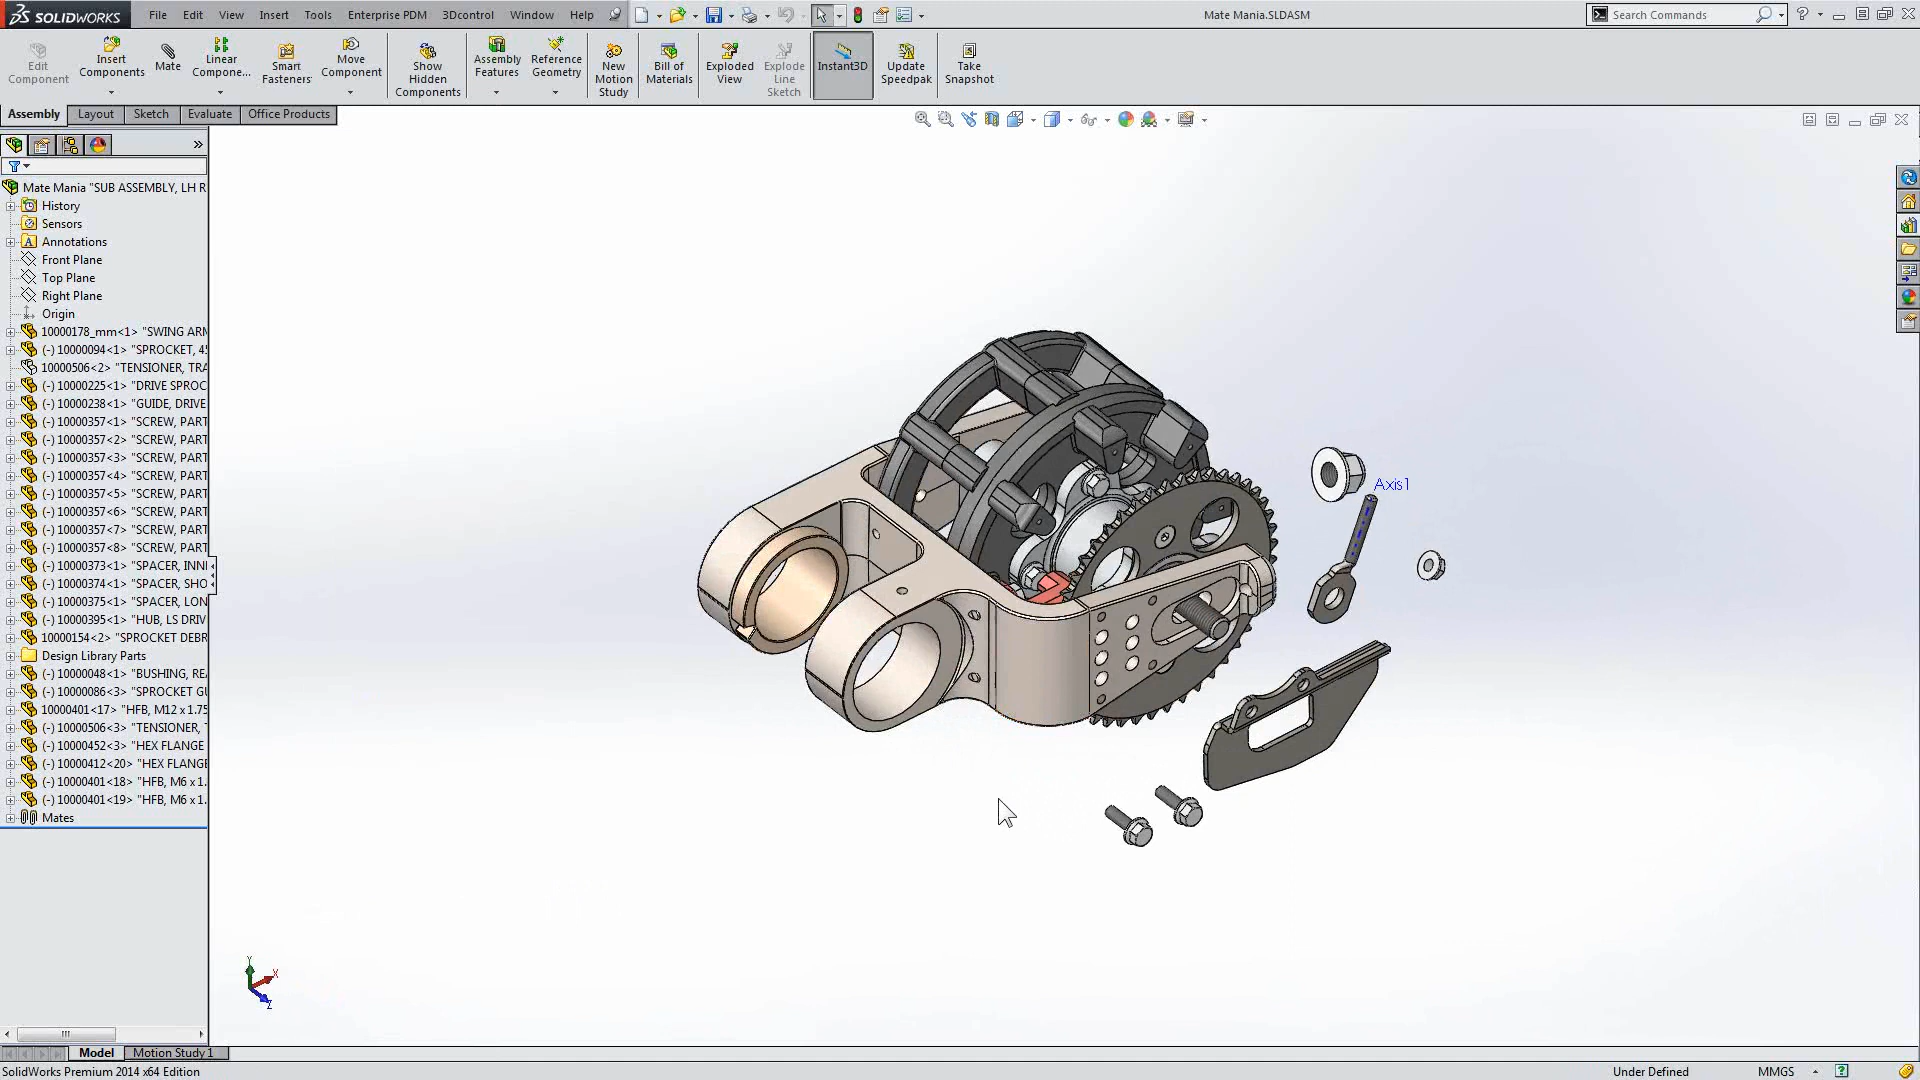 SOLIDWORKS File Edit View Insert Tools Enterprise PDM 3Dcontrol Window Help Mate Mania.SLDASM Search Commands
Edit Component
Insert Components
Mate
Linear Compone...
Smart Fasteners
Move Component
Show Hidden Components
Assembly Features
Reference Geometry
New Motion Study
Bill of Materials
Exploded View
Explode Line Sketch
Instant3D
Update Speedpak
Take Snapshot
Assembly Layout Sketch Evaluate Office Products
Mate Mania "SUB ASSEMBLY, LH R
History
Sensors
Annotations
Front Plane
Top Plane
Right Plane
Origin
10000178_mm<1> "SWING ARM
(-) 10000094<1> "SPROCKET, 45
10000506<2> "TENSIONER, TRA
(-) 10000225<1> "DRIVE SPROC
(-) 10000238<1> "GUIDE, DRIVE
(-) 10000357<1> "SCREW, PART
(-) 10000357<2> "SCREW, PART
(-) 10000357<3> "SCREW, PART
(-) 10000357<4> "SCREW, PART
(-) 10000357<5> "SCREW, PART
(-) 10000357<6> "SCREW, PART
(-) 10000357<7> "SCREW, PART
(-) 10000357<8> "SCREW, PART
(-) 10000373<1> "SPACER, INNI
(-) 10000374<1> "SPACER, SHO
(-) 10000375<1> "SPACER, LON
(-) 10000395<1> "HUB, LS DRIV
10000154<2> "SPROCKET DEBR
Design Library Parts
(-) 10000048<1> "BUSHING, REA
(-) 10000086<3> "SPROCKET GU
10000401<17> "HFB, M12 x 1.75
(-) 10000506<3> "TENSIONER, T
(-) 10000452<3> "HEX FLANGE
(-) 10000412<20> "HEX FLANGE
(-) 10000401<18> "HFB, M6 x 1.
(-) 10000401<19> "HFB, M6 x 1.
Mates
Axis1
Y
X
Z
Model Motion Study 1
SolidWorks Premium 2014 x64 Edition Under Defined MMGS